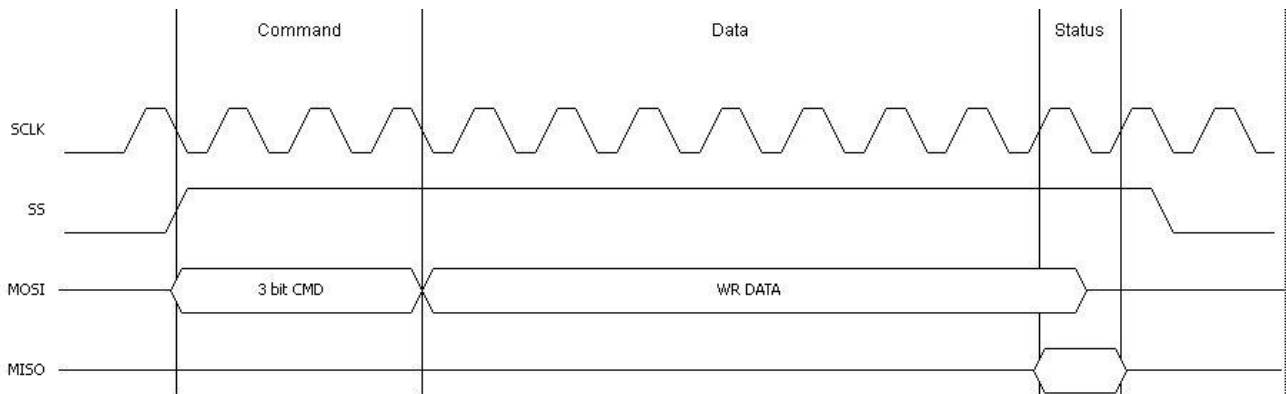 Command Data Status
SCLK
SS
MOSI 3 bit CMD WR DATA
MISO